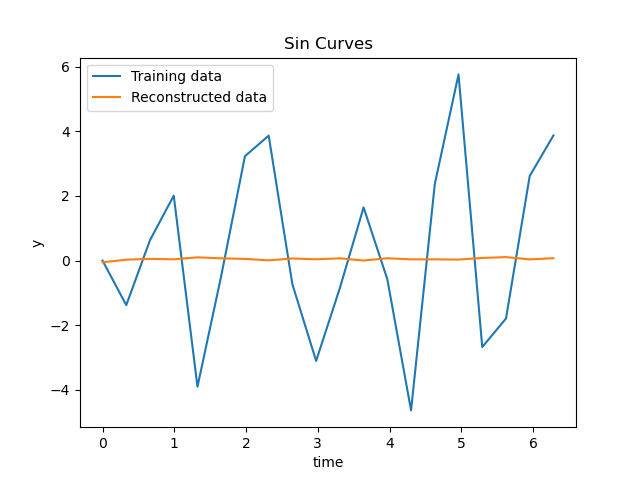 Sin Curves
Training data
Reconstructed data
6
4
2
0
−2
−4
y
0 1 2 3 4 5 6
time